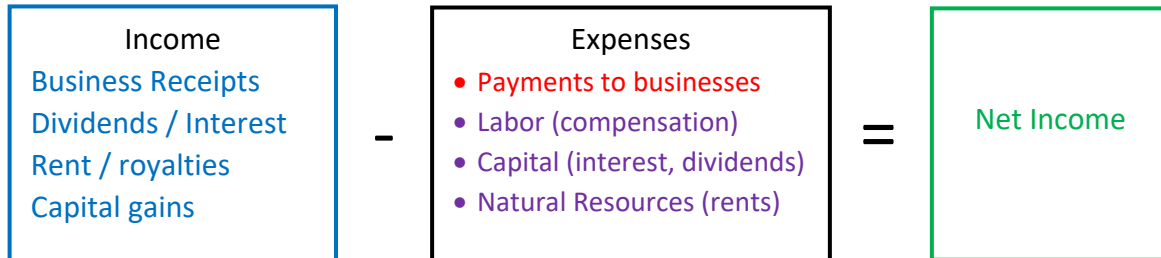 Income
Business Receipts
Dividends / Interest
Rent / royalties
Capital gains
-
Expenses
• Payments to businesses
• Labor (compensation)
• Capital (interest, dividends)
• Natural Resources (rents)
=
Net Income